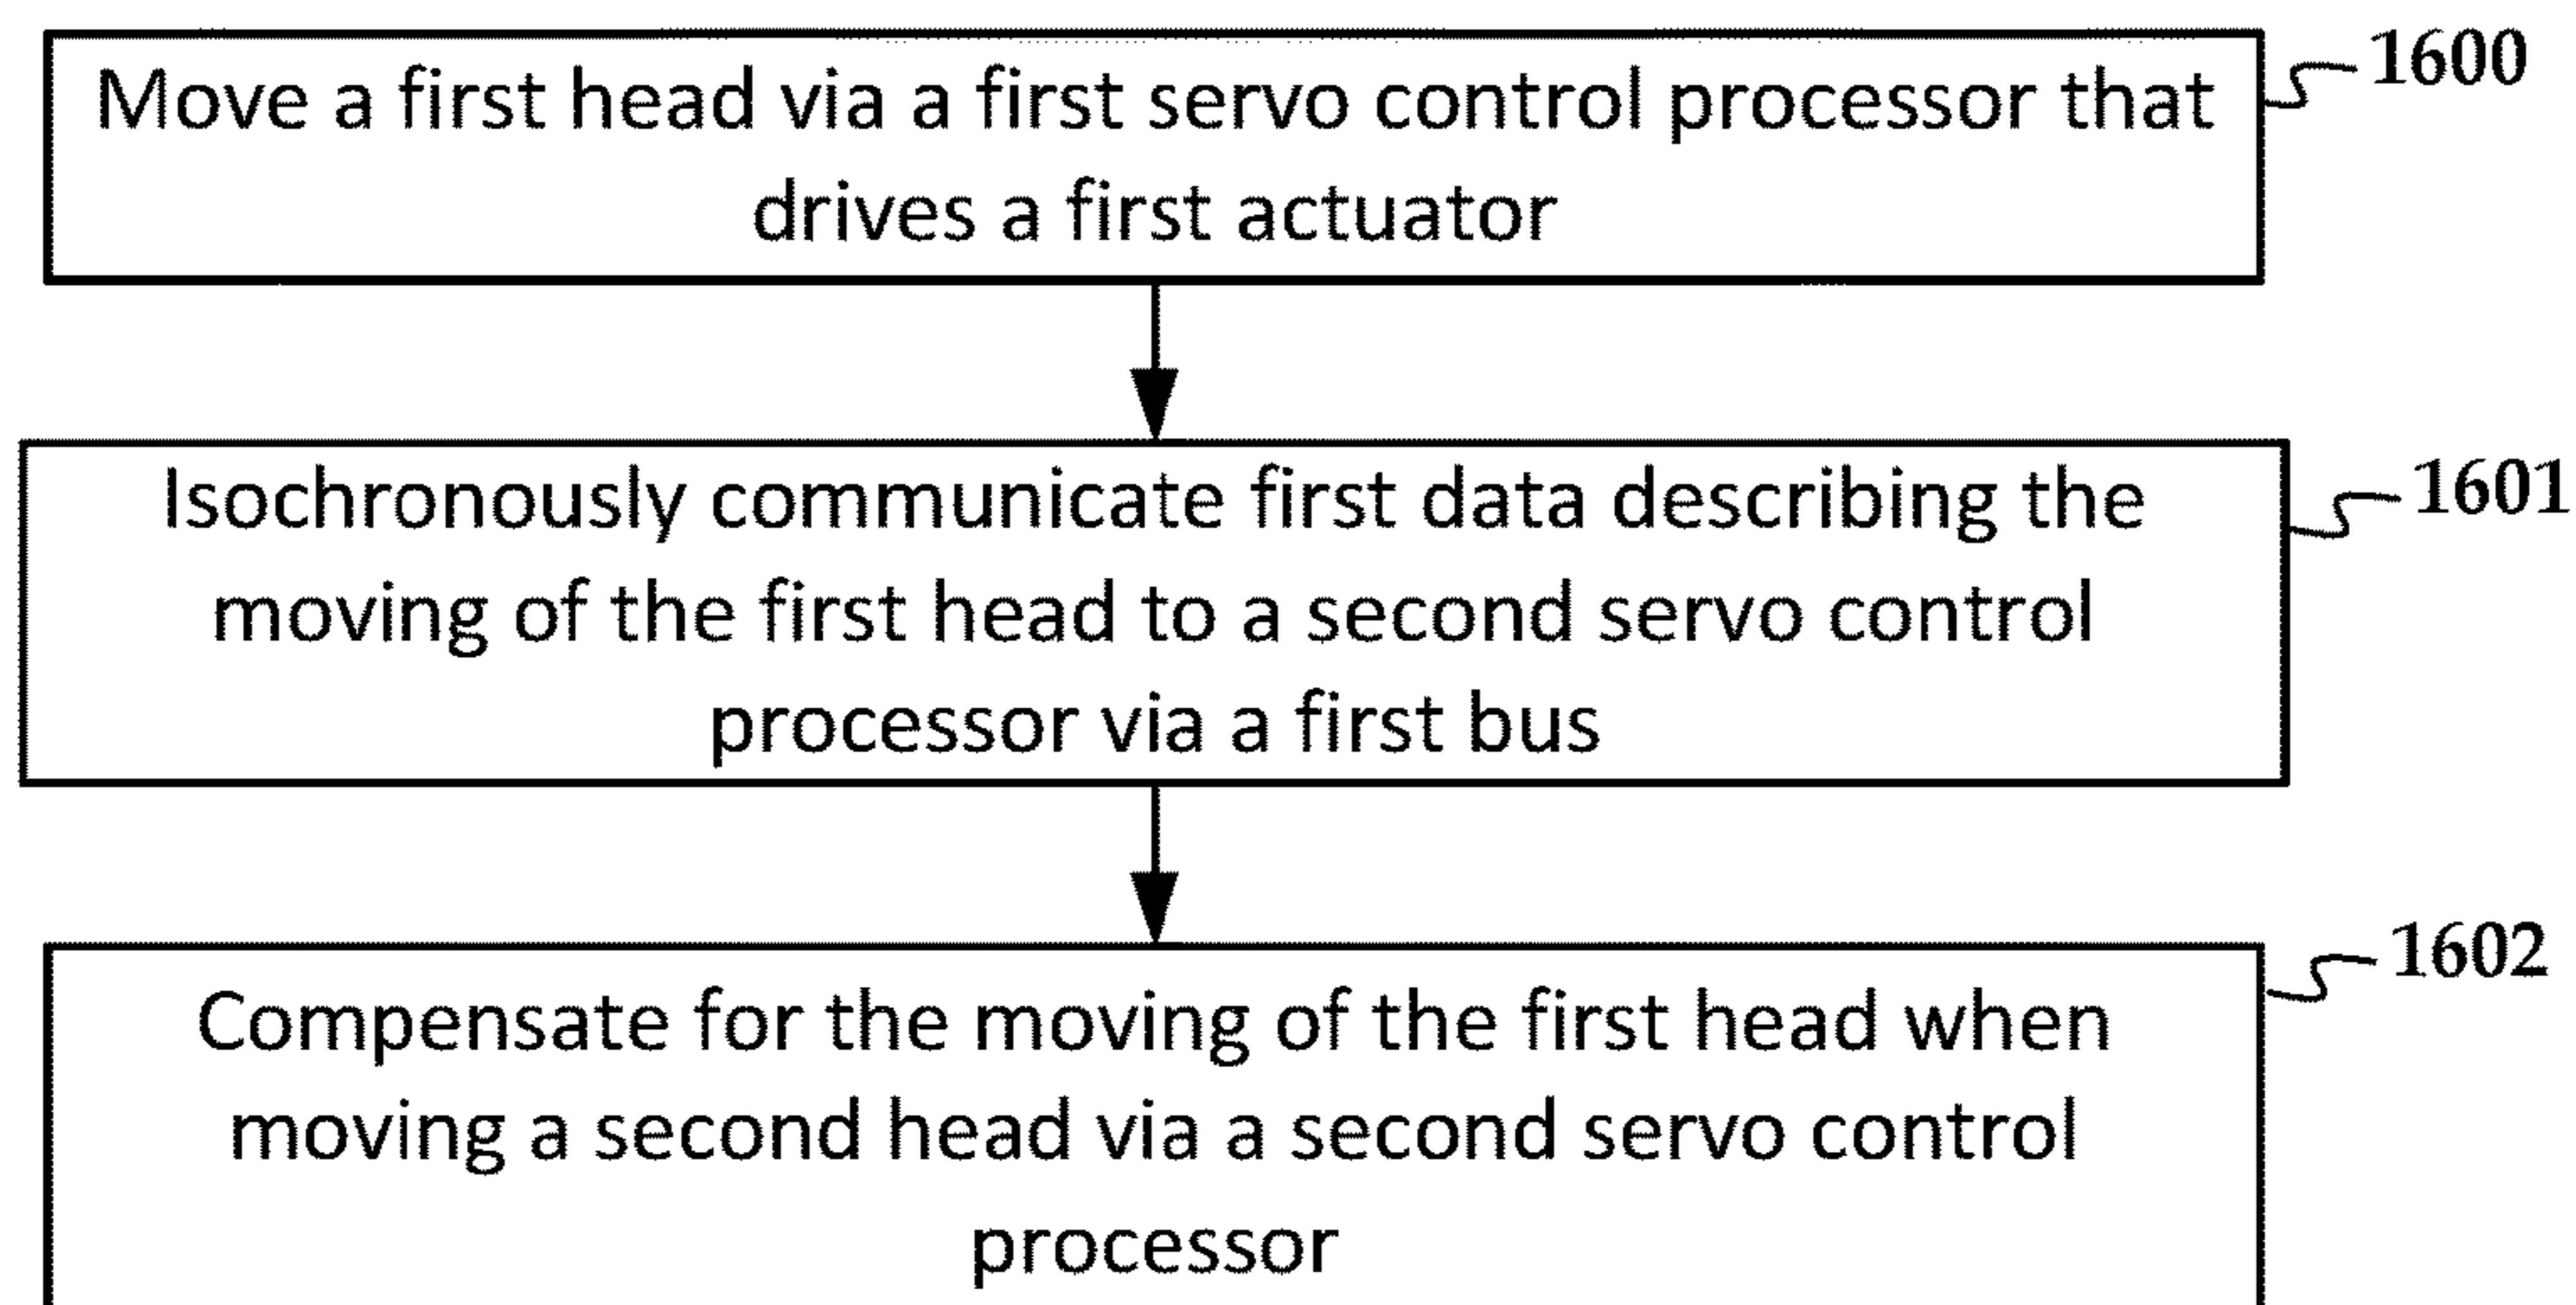 Move a first head via a first servo control processor that
drives a first actuator
1600
Isochronously communicate first data describing the
moving of the first head to a second servo control
processor via a first bus
1601
Compensate for the moving of the first head when
moving a second head via a second servo control
processor
1602